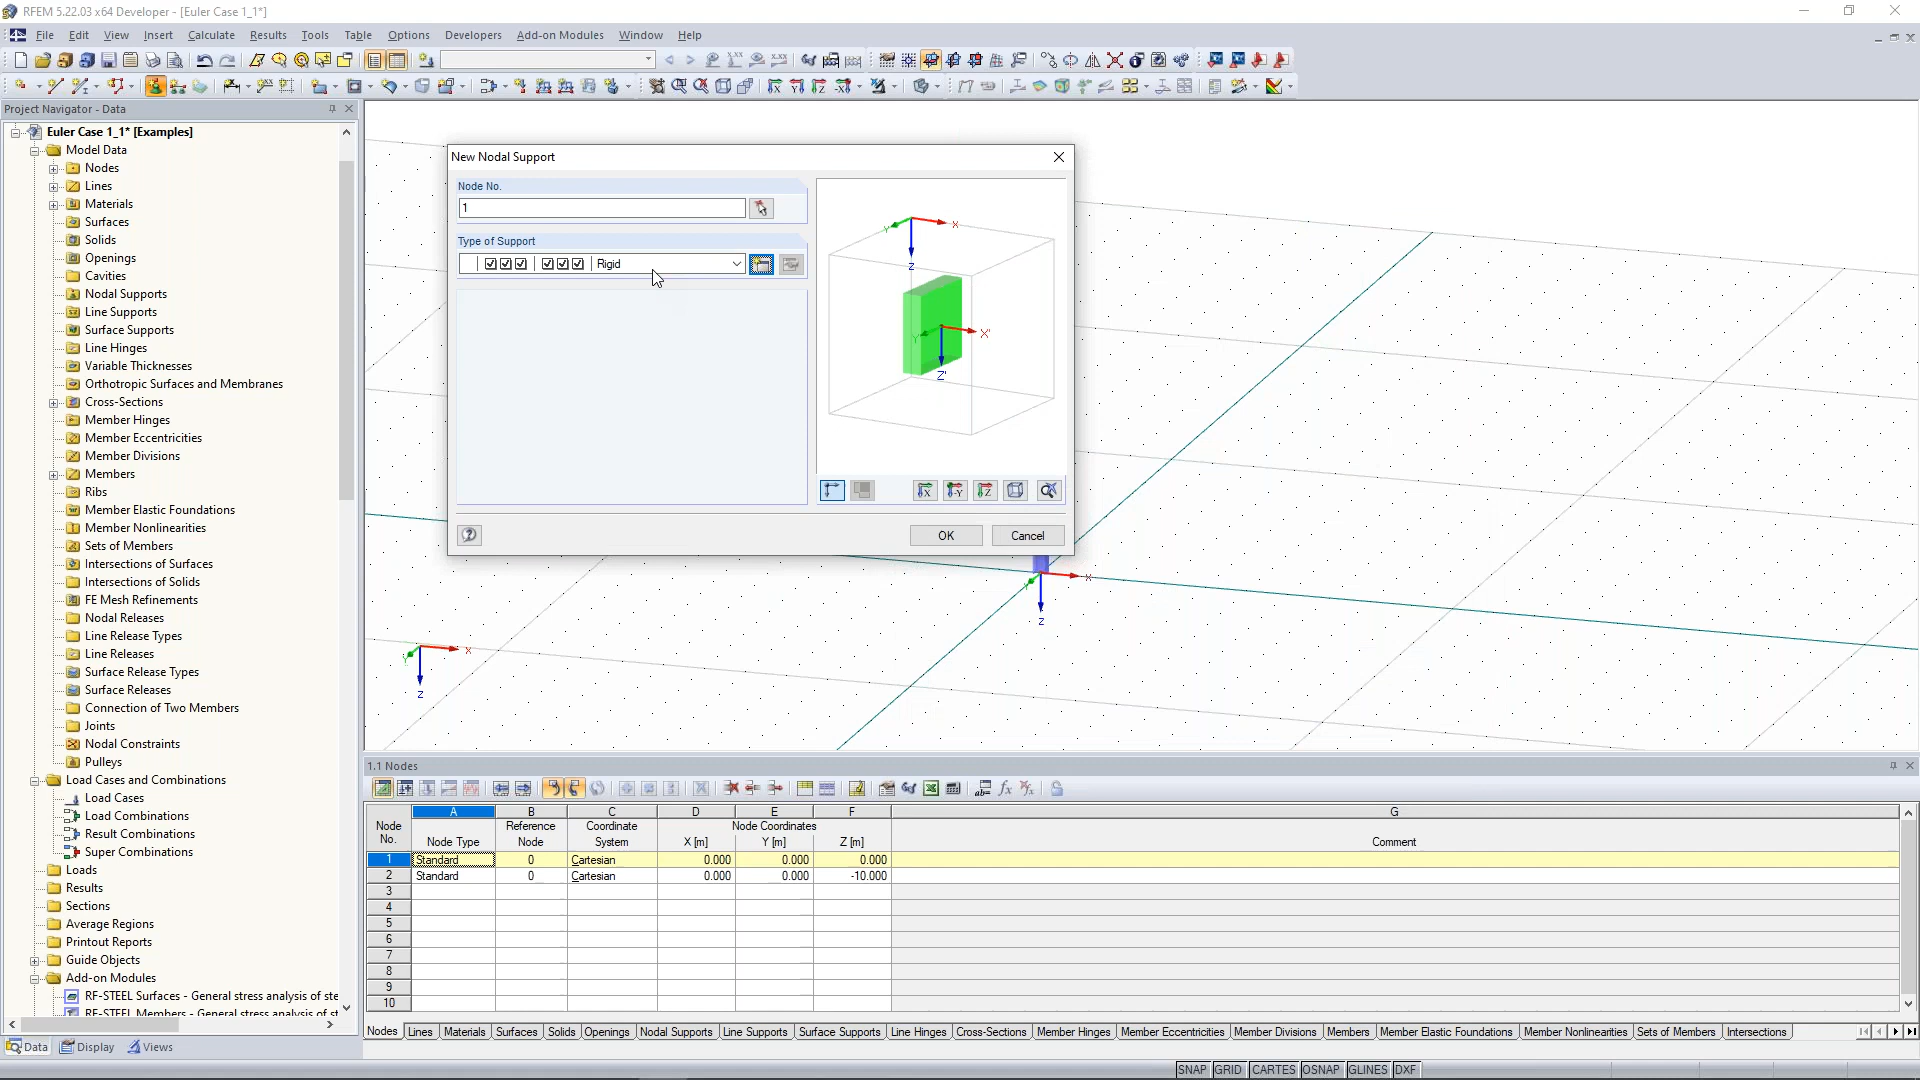 RFEM 5.22.03 x64 Developer - [Euler Case 1_1*]
File Edit View Insert Calculate Results Tools Table Options Developers Add-on Modules Window Help
Project Navigator - Data
Euler Case 1_1* [Examples]
Model Data
Nodes
Lines
Materials
Surfaces
Solids
Openings
Cavities
Nodal Supports
Line Supports
Surface Supports
Line Hinges
Variable Thicknesses
Orthotropic Surfaces and Membranes
Cross-Sections
Member Hinges
Member Eccentricities
Member Divisions
Members
Ribs
Member Elastic Foundations
Member Nonlinearities
Sets of Members
Intersections of Surfaces
Intersections of Solids
FE Mesh Refinements
Nodal Releases
Line Release Types
Line Releases
Surface Release Types
Surface Releases
Connection of Two Members
Joints
Nodal Constraints
Pulleys
Load Cases and Combinations
Load Cases
Load Combinations
Result Combinations
Super Combinations
Loads
Results
Sections
Average Regions
Printout Reports
Guide Objects
Add-on Modules
RF-STEEL Surfaces - General stress analysis of ste
RF-STEEL Members - General stress analysis of st
Data Display Views
New Nodal Support
Node No.
1
Type of Support
Rigid
Y X
Z
Y' X'
Z'
X -Y Z
OK Cancel
X
Z
Y X
Z
1.1 Nodes
A B C D E F G
Node No. Node Type Reference Node Coordinate System Node Coordinates X [m] Y [m] Z [m] Comment
1 Standard 0 Cartesian 0.000 0.000 0.000
2 Standard 0 Cartesian 0.000 0.000 -10.000
3
4
5
6
7
8
9
10
Nodes Lines Materials Surfaces Solids Openings Nodal Supports Line Supports Surface Supports Line Hinges Cross-Sections Member Hinges Member Eccentricities Member Divisions Members Member Elastic Foundations Member Nonlinearities Sets of Members Intersections
SNAP GRID CARTES OSNAP GLINES DXF